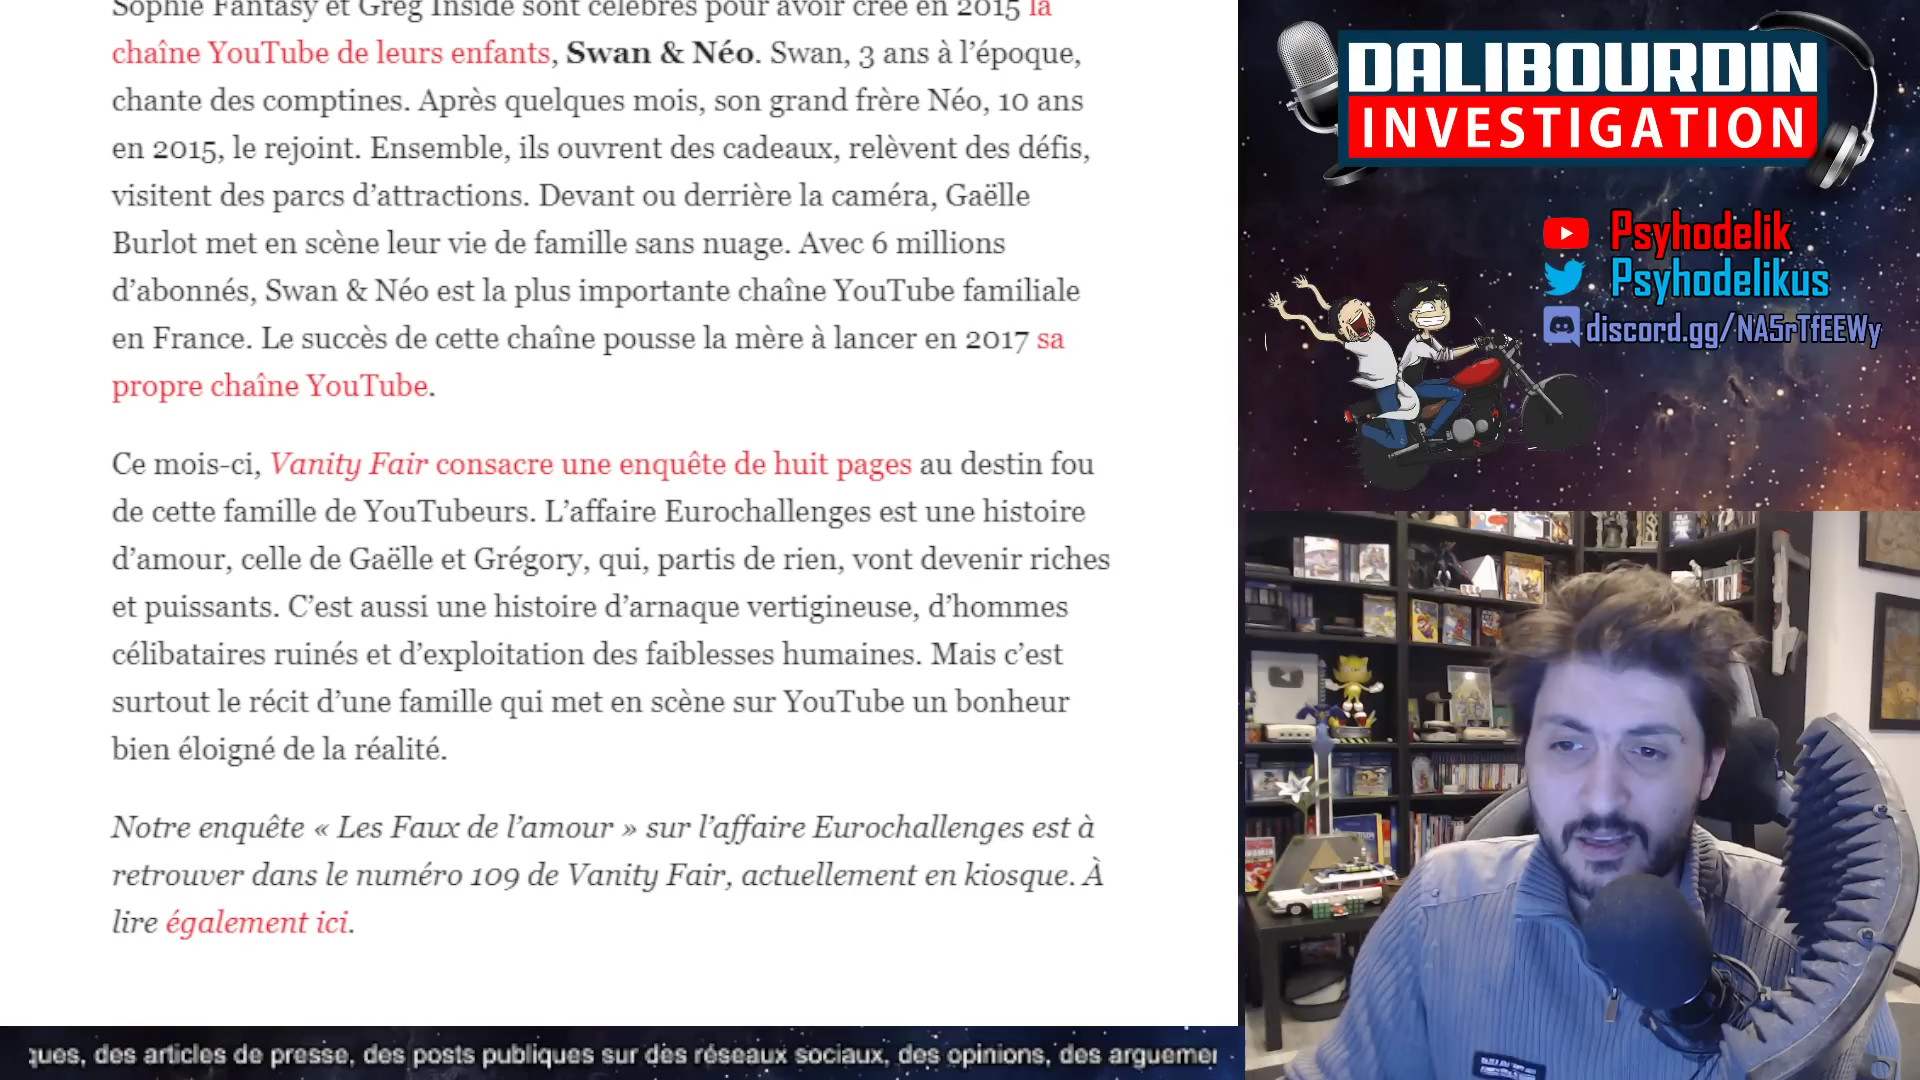 Sophie Fantasy et Greg Inside sont célèbres pour avoir créé en 2015 la
chaîne YouTube de leurs enfants, Swan & Néo. Swan, 3 ans à l’époque,
chante des comptines. Après quelques mois, son grand frère Néo, 10 ans
en 2015, le rejoint. Ensemble, ils ouvrent des cadeaux, relèvent des défis,
visitent des parcs d’attractions. Devant ou derrière la caméra, Gaëlle
Burlot met en scène leur vie de famille sans nuage. Avec 6 millions
d’abonnés, Swan & Néo est la plus importante chaîne YouTube familiale
en France. Le succès de cette chaîne pousse la mère à lancer en 2017 sa
propre chaîne YouTube.
Ce mois-ci, Vanity Fair consacre une enquête de huit pages au destin fou
de cette famille de YouTubeurs. L’affaire Eurochallenges est une histoire
d’amour, celle de Gaëlle et Grégory, qui, partis de rien, vont devenir riches
et puissants. C’est aussi une histoire d’arnaque vertigineuse, d’hommes
célibataires ruinés et d’exploitation des faiblesses humaines. Mais c’est
surtout le récit d’une famille qui met en scène sur YouTube un bonheur
bien éloigné de la réalité.
Notre enquête « Les Faux de l’amour » sur l’affaire Eurochallenges est à
retrouver dans le numéro 109 de Vanity Fair, actuellement en kiosque. À
lire également ici.
DALIBOURDIN
INVESTIGATION
Psyhodelik
Psyhodelikus
discord.gg/NA5rTfEEWy
ques, des articles de presse, des posts publiques sur des réseaux sociaux, des opinions, des arguemen